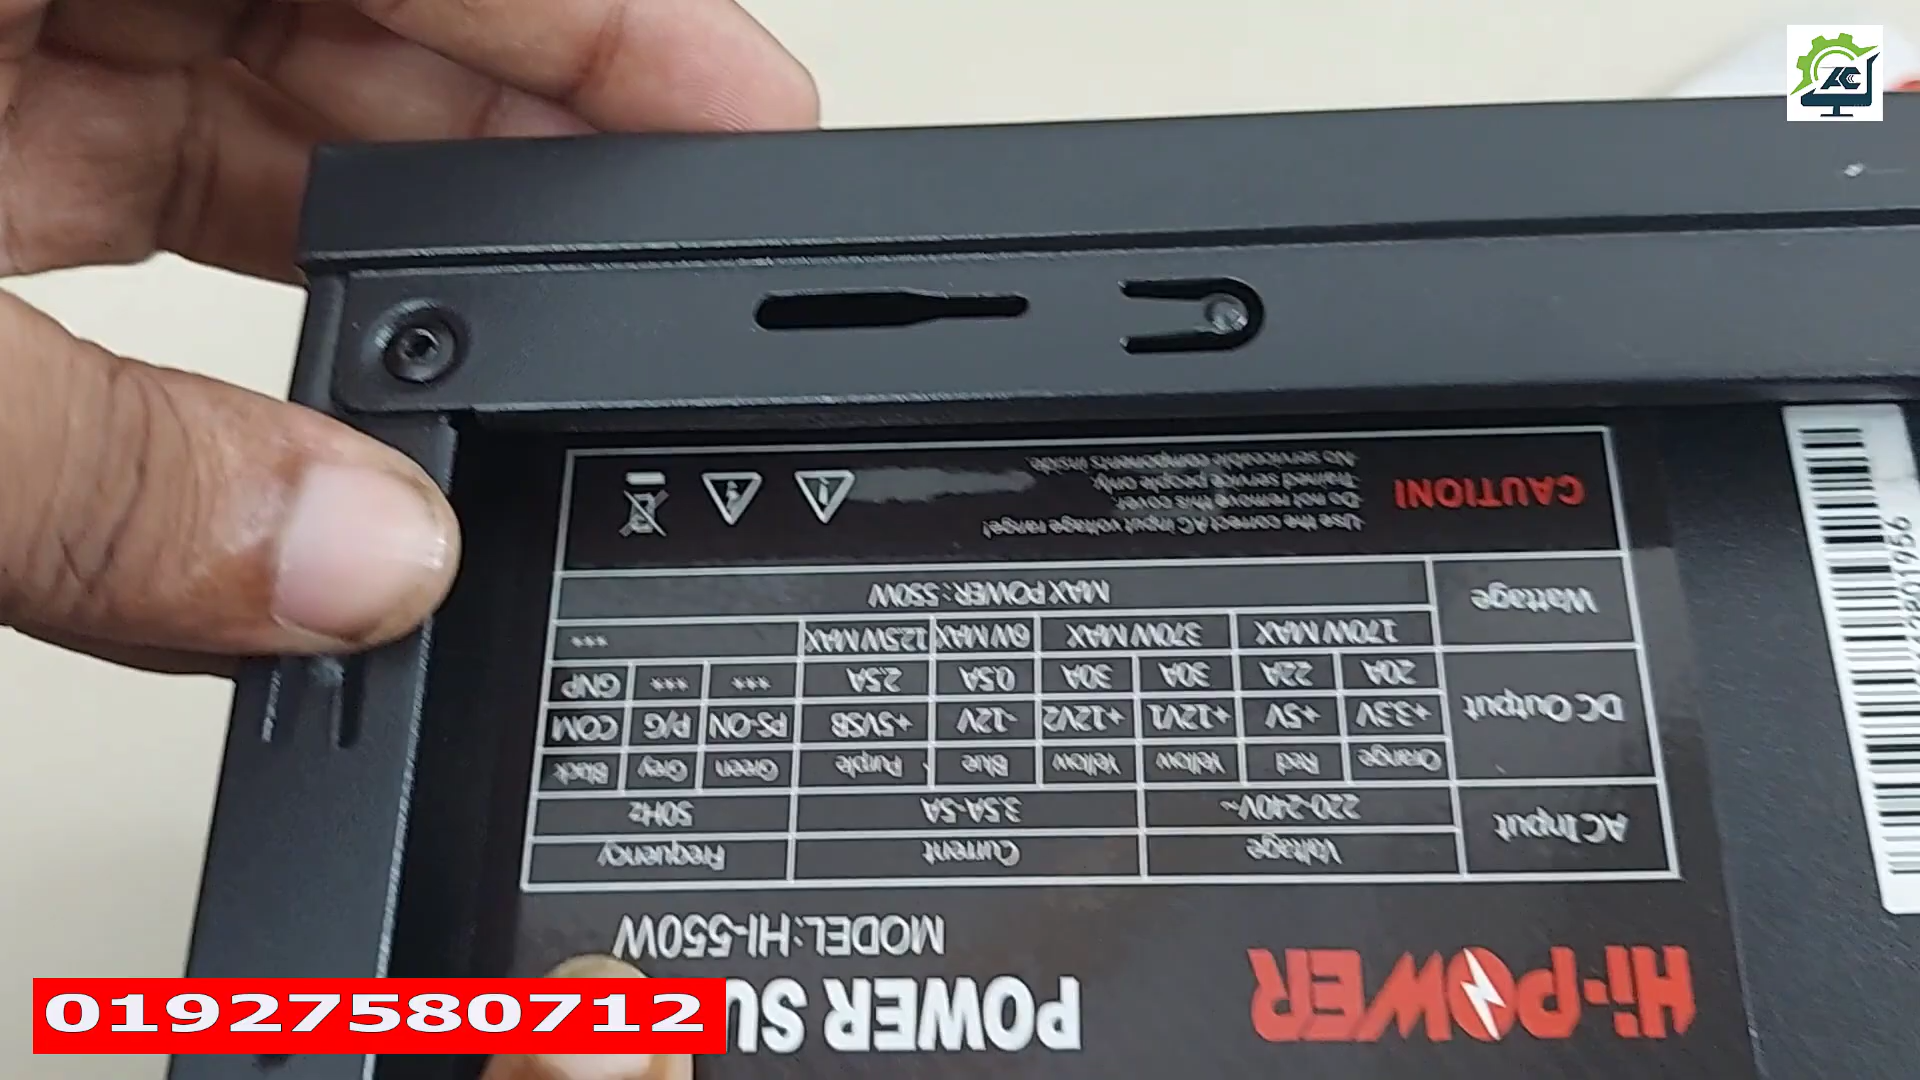 Hi-POWER
POWER SU
MODEL: HI-550W
AC Input Voltage Current Frequency
220-240V~ 3.5A-5A 50Hz
DC Output Orange Red Yellow Yellow Blue Purple Green Grey Black
+3.3V +5V +12V1 +12V2 -12V +5VSB PS-ON P/G COM
20A 22A 30A 30A 0.5A 2.5A *** *** GNP
170W MAX 370W MAX 6W MAX 12.5W MAX ***
Wattage MAX POWER: 550W
CAUTION!
Use the correct AC input voltage range!
Do not remove this cover.
Trained service people only.
No serviceable components inside.
01927580712